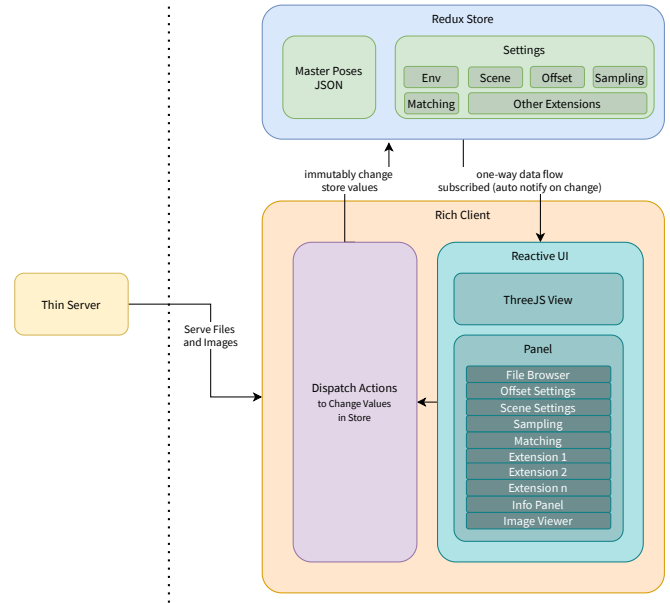 Redux Store
Master Poses
JSON
Settings
Env
Scene
Offset
Sampling
Matching
Other Extensions
immutably change
store values
one-way data flow
subscribed (auto notify on change)
Rich Client
Thin Server
Serve Files
and Images
Dispatch Actions
to Change Values
in Store
Reactive UI
ThreeJS View
Panel
File Browser
Offset Settings
Scene Settings
Sampling
Matching
Extension 1
Extension 2
Extension n
Info Panel
Image Viewer